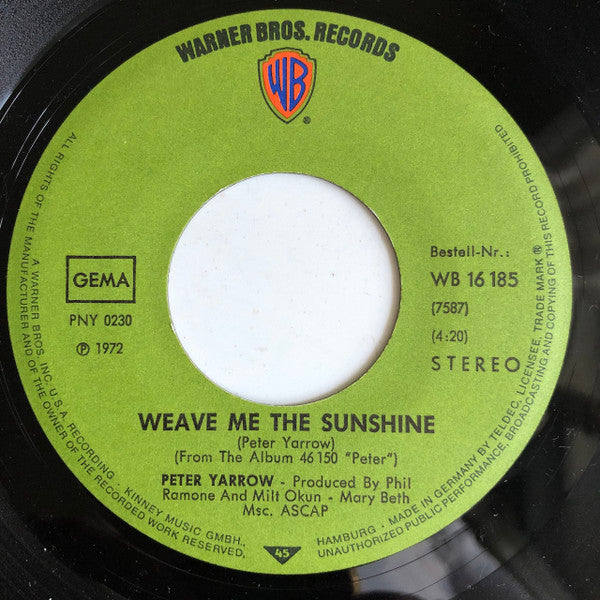 WARNER BROS. RECORDS
WB
®
GEMA
PNY 0230
℗ 1972
Bestell-Nr.:
WB 16 185
(7587)
(4:20)
STEREO
WEAVE ME THE SUNSHINE
(Peter Yarrow)
(From The Album 46 150 "Peter")
PETER YARROW - Produced By Phil
Ramone And Milt Okun - Mary Beth
Msc. ASCAP
45
ALL RIGHTS OF THE MANUFACTURER AND OF THE OWNER OF THE RECORDED WORK RESERVED.
A WARNER BROS. INC. U.S.A. RECORDING · KINNEY MUSIC GMBH.,
HAMBURG · MADE IN GERMANY BY TELDEC, LICENSEE, TRADE MARK ®
UNAUTHORIZED PUBLIC PERFORMANCE, BROADCASTING AND COPYING OF THIS RECORD PROHIBITED